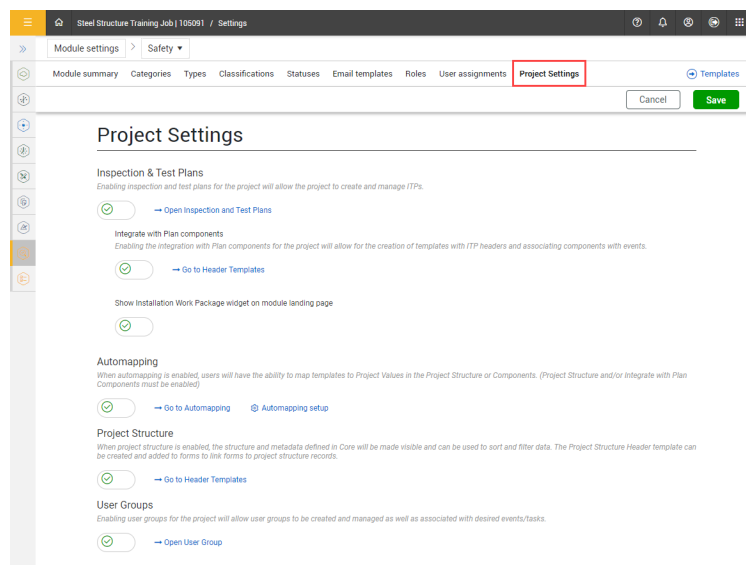 Steel Structure Training Job | 105091 / Settings
Module settings > Safety
Module summary Categories Types Classifications Statuses Email templates Roles User assignments Project Settings Templates
Cancel Save
Project Settings
Inspection & Test Plans
Enabling inspection and test plans for the project will allow the project to create and manage ITPs.
Open Inspection and Test Plans
Integrate with Plan components
Enabling the integration with Plan components for the project will allow for the creation of templates with ITP headers and associating components with events.
Go to Header Templates
Show Installation Work Package widget on module landing page
Automapping
When automapping is enabled, users will have the ability to map templates to Project Values in the Project Structure or Components. (Project Structure and/or Integrate with Plan
Components must be enabled)
Go to Automapping Automapping setup
Project Structure
When project structure is enabled, the structure and metadata defined in Core will be made visible and can be used to sort and filter data. The Project Structure Header template can
be created and added to forms to link forms to project structure records.
Go to Header Templates
User Groups
Enabling user groups for the project will allow user groups to be created and managed as well as associated with desired events/tasks.
Open User Group